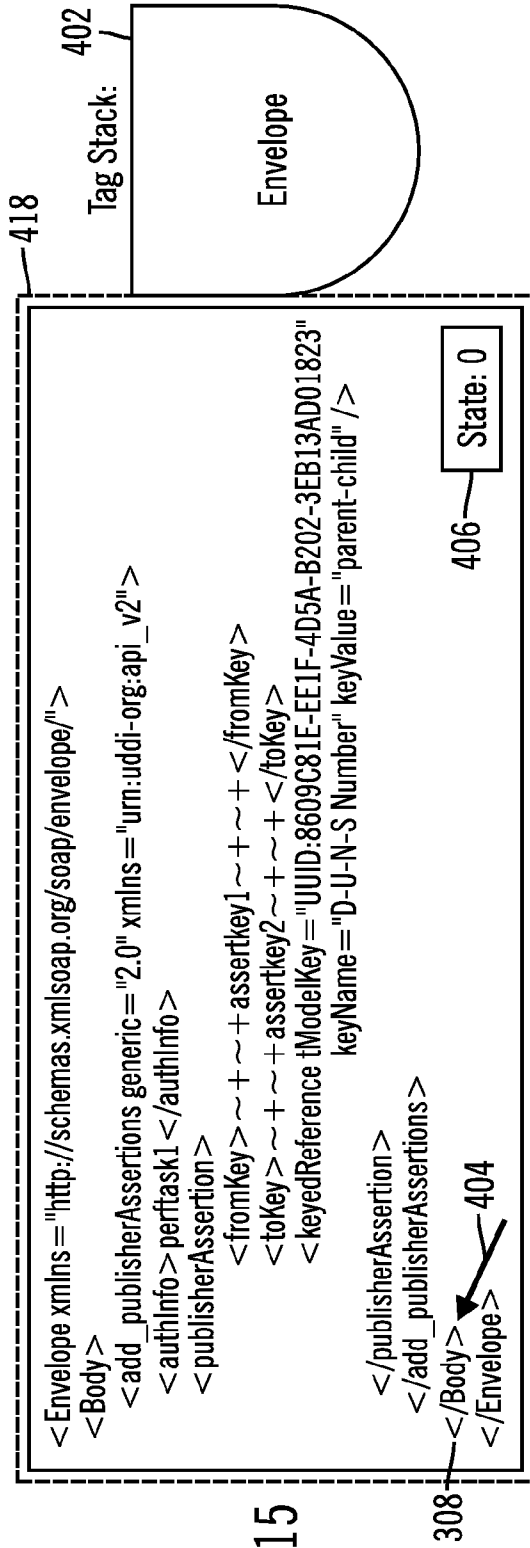 418
<Envelope xmlns="http://schemas.xmlsoap.org/soap/envelope/">
<Body>
<add_publisherAssertions generic="2.0" xmlns="urn:uddi-org:api_v2">
<authInfo>perftask1</authInfo>
<publisherAssertion>
<fromKey>~+~+assertkey1~+~+</fromKey>
<toKey>~+~+assertkey2~+~+</toKey>
<keyedReference tModelKey="UUID:8609C81E-EE1F-4D5A-B202-3EB13AD01823"
keyName="D-U-N-S Number" keyValue="parent-child" />
</publisherAssertion>
</add_publisherAssertions>
</Body>
</Envelope>
308
404
406
State: 0
Tag Stack:
402
Envelope
15